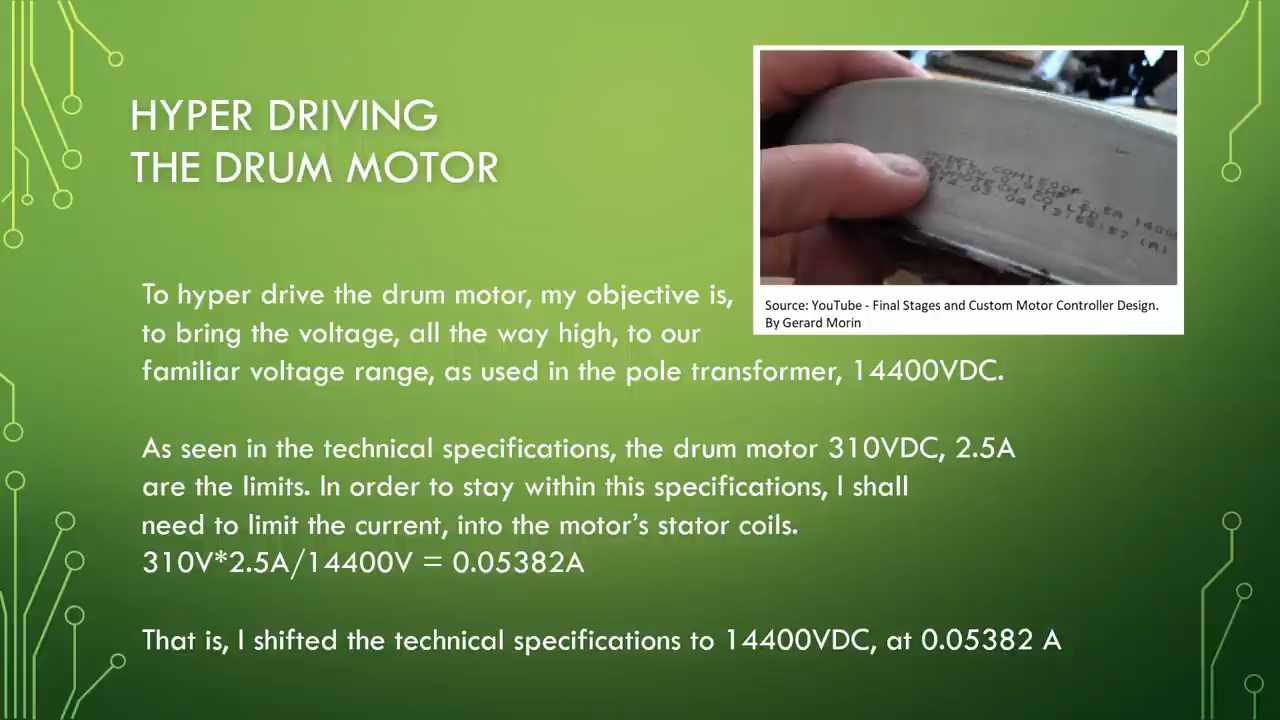 HYPER DRIVING
THE DRUM MOTOR
To hyper drive the drum motor, my objective is,
to bring the voltage, all the way high, to our
familiar voltage range, as used in the pole transformer, 14400VDC.
As seen in the technical specifications, the drum motor 310VDC, 2.5A
are the limits. In order to stay within this specifications, I shall
need to limit the current, into the motor's stator coils.
310V*2.5A/14400V = 0.05382A
That is, I shifted the technical specifications to 14400VDC, at 0.05382 A
MODEL COM1500F
CO. LTD
Source: YouTube - Final Stages and Custom Motor Controller Design.
By Gerard Morin